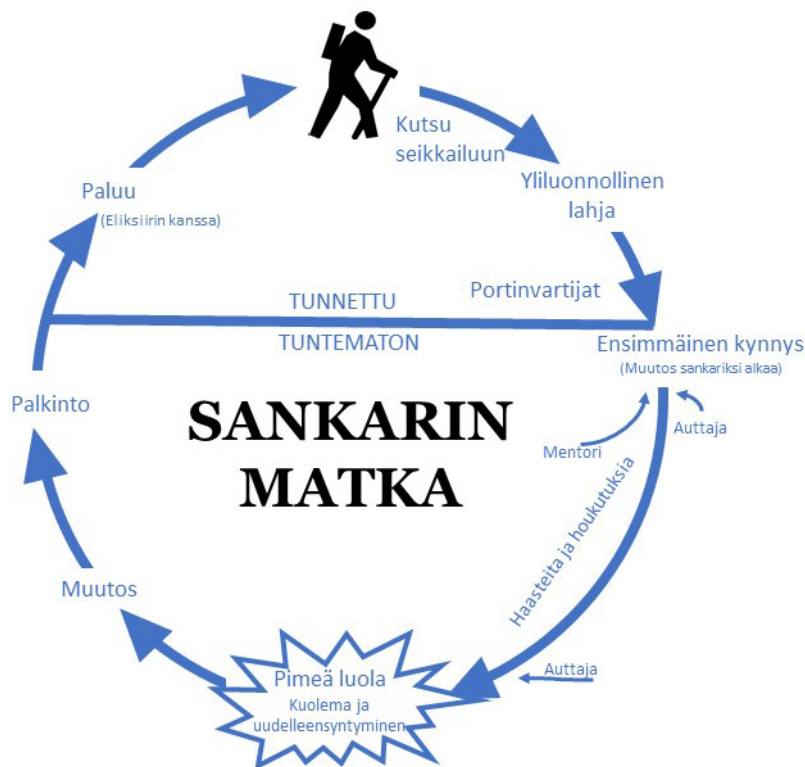 Kutsu
seikkailuun
Yliluonnollinen
lahja
Paluu
(Eliksiirin kanssa)
Portinvartijat
TUNNETTU
TUNTEMATON
Ensimmäinen kynnys
(Muutos sankariksi alkaa)
Palkinto
SANKARIN
MATKA
Mentori
Auttaja
Haasteita ja houkutuksia
Muutos
Auttaja
Pimeä luola
Kuolema ja
uudelleensyntyminen